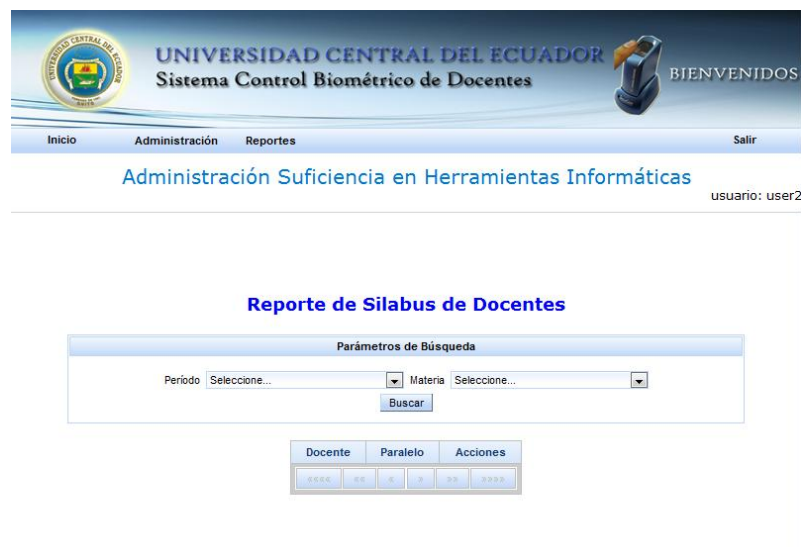 UNIVERSIDAD CENTRAL DEL ECUADOR
Sistema Control Biométrico de Docentes
BIENVENIDOS
Inicio Administración Reportes Salir
Administración Suficiencia en Herramientas Informáticas
usuario: user2
Reporte de Silabus de Docentes
Parámetros de Búsqueda
Período Seleccione... Materia Seleccione...
Buscar
Docente Paralelo Acciones
«««« «« « » »» »»»»